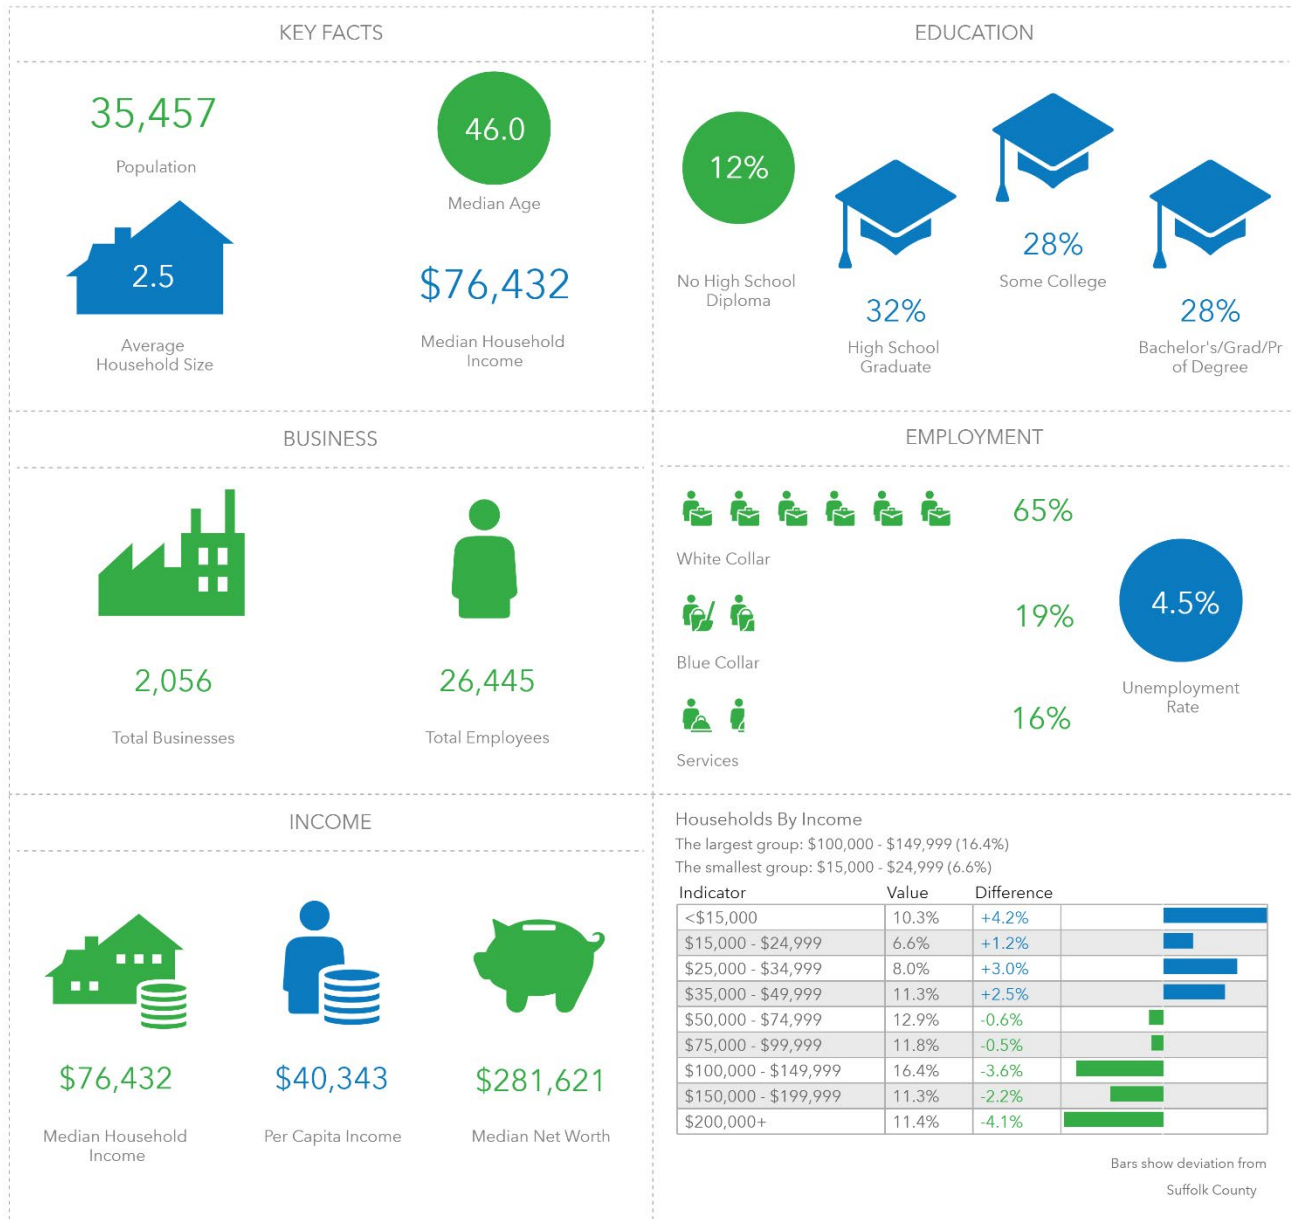 KEY FACTS
35,457
Population
46.0
Median Age
2.5
Average
Household Size
$76,432
Median Household
Income
EDUCATION
12%
No High School
Diploma
32%
High School
Graduate
28%
Some College
28%
Bachelor's/Grad/Pr
of Degree
BUSINESS
2,056
Total Businesses
26,445
Total Employees
EMPLOYMENT
65%
White Collar
19%
Blue Collar
16%
Services
4.5%
Unemployment
Rate
INCOME
$76,432
Median Household
Income
$40,343
Per Capita Income
$281,621
Median Net Worth
Households By Income
The largest group: $100,000 - $149,999 (16.4%)
The smallest group: $15,000 - $24,999 (6.6%)
Indicator Value Difference
<$15,000 10.3% +4.2%
$15,000 - $24,999 6.6% +1.2%
$25,000 - $34,999 8.0% +3.0%
$35,000 - $49,999 11.3% +2.5%
$50,000 - $74,999 12.9% -0.6%
$75,000 - $99,999 11.8% -0.5%
$100,000 - $149,999 16.4% -3.6%
$150,000 - $199,999 11.3% -2.2%
$200,000+ 11.4% -4.1%
Bars show deviation from
Suffolk County